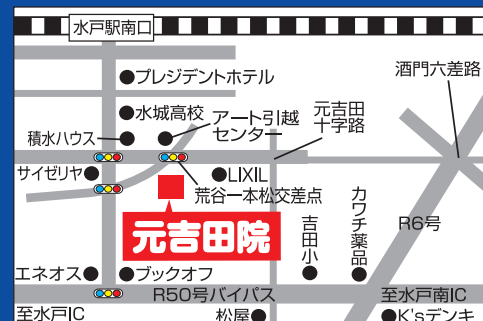 水戸駅南口
プレジデントホテル
酒門六差路
水城高校
アート引越
センター
元吉田
十字路
積水ハウス
サイゼリヤ
LIXIL
荒谷一本松交差点
元吉田院
吉田小
カワチ薬品
R6号
エネオス
ブックオフ
R50号バイパス
至水戸南IC
至水戸IC
松屋
K'sデンキ